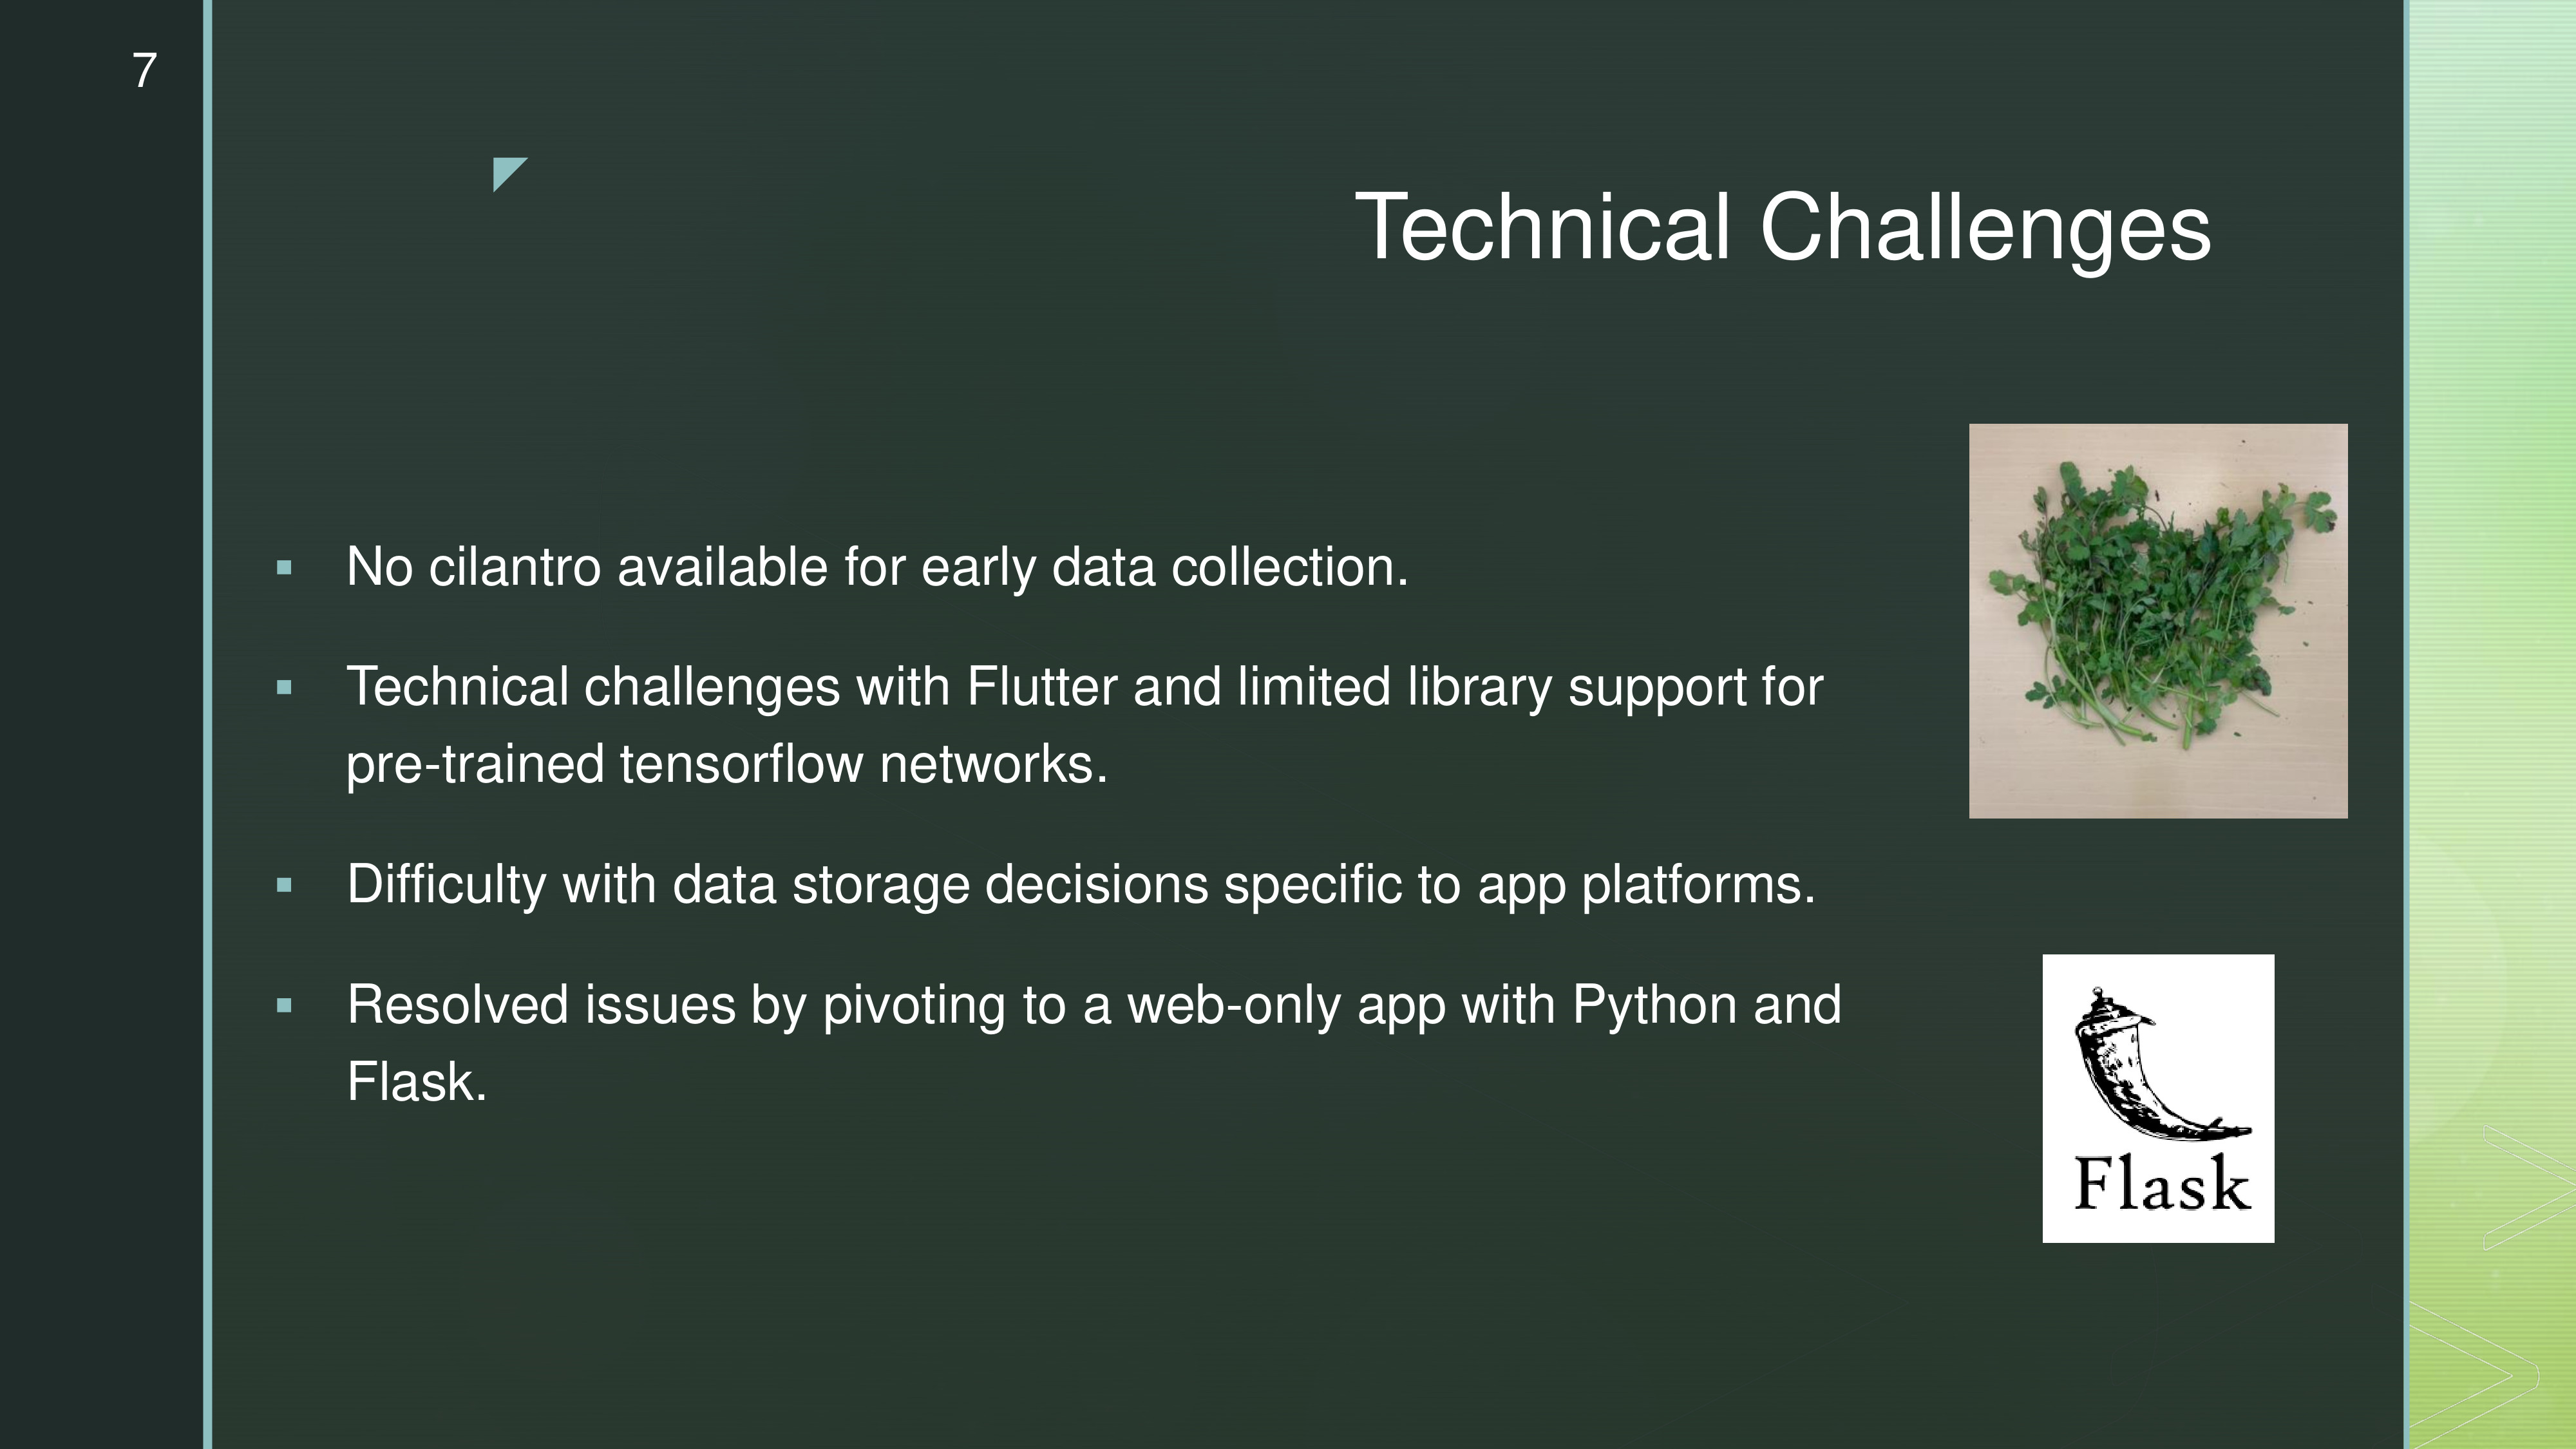 7
Technical Challenges
▪ No cilantro available for early data collection.
▪ Technical challenges with Flutter and limited library support for
pre-trained tensorflow networks.
▪ Difficulty with data storage decisions specific to app platforms.
▪ Resolved issues by pivoting to a web-only app with Python and
Flask.
Flask